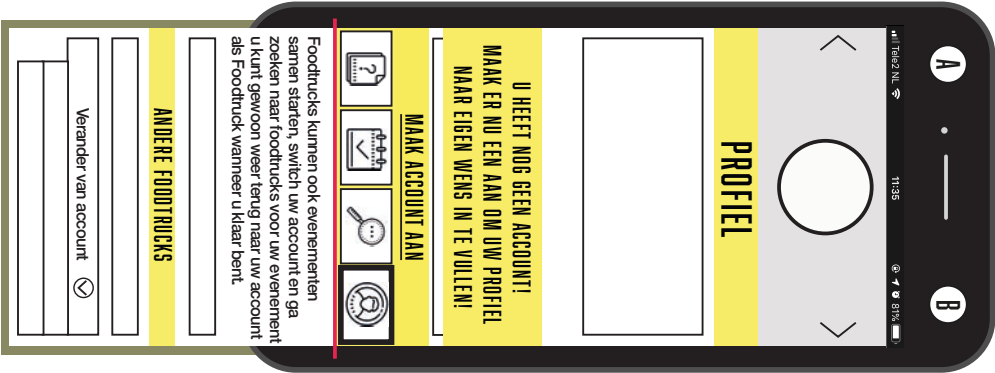 A
B
Tele2 NL
11:35
81%
PROFIEL
U HEEFT NOG GEEN ACCOUNT!
MAAK ER NU EEN AAN OM UW PROFIEL
NAAR EIGEN WENS IN TE VULLEN!
MAAK ACCOUNT AAN
?
Foodtrucks kunnen ook evenementen
samen starten, switch uw account en ga
zoeken naar foodtrucks voor uw evenement
u kunt gewoon weer terug naar uw account
als Foodtruck wanneer u klaar bent.
ANDERE FOODTRUCKS
Verander van account